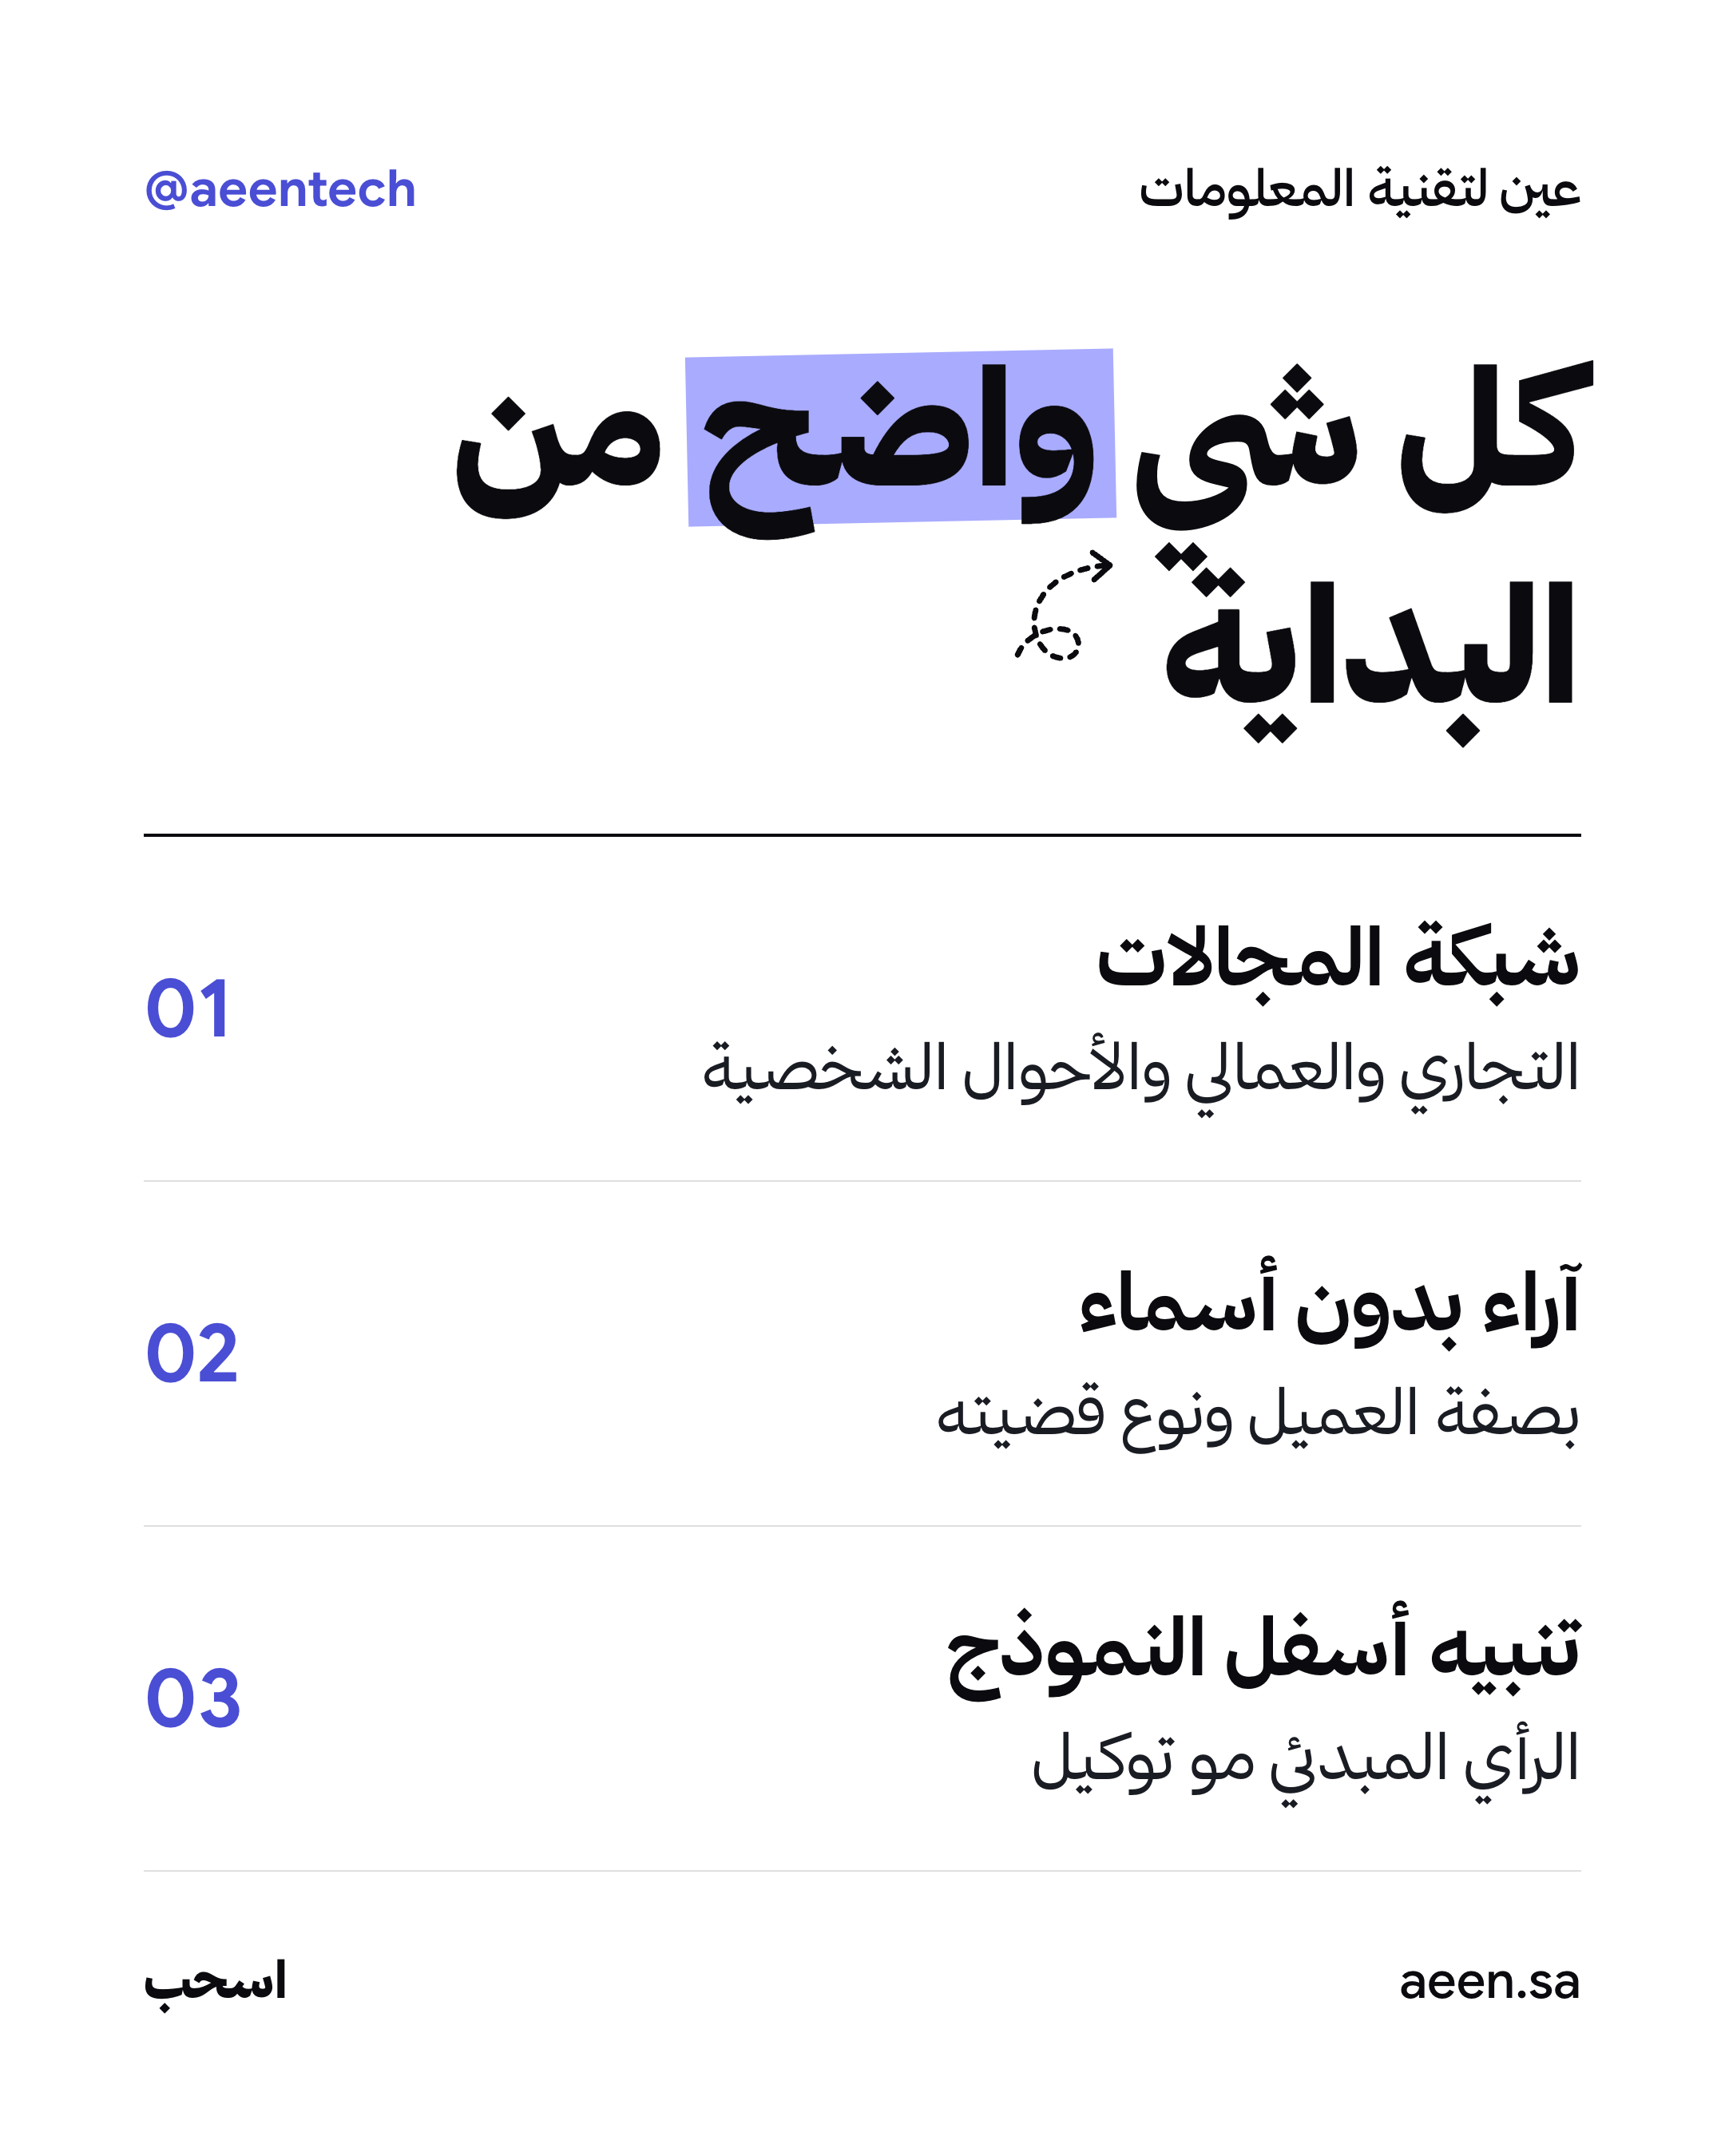 عين لتقنية المعلومات
@aeentech
كل شي واضح من
البداية
شبكة المجالات
01
التجاري والعمالي والأحوال الشخصية
آراء بدون أسماء
02
بصفة العميل ونوع قضيته
تنبيه أسفل النموذج
03
الرأي المبدئي مو توكيل
aeen.sa
اسحب